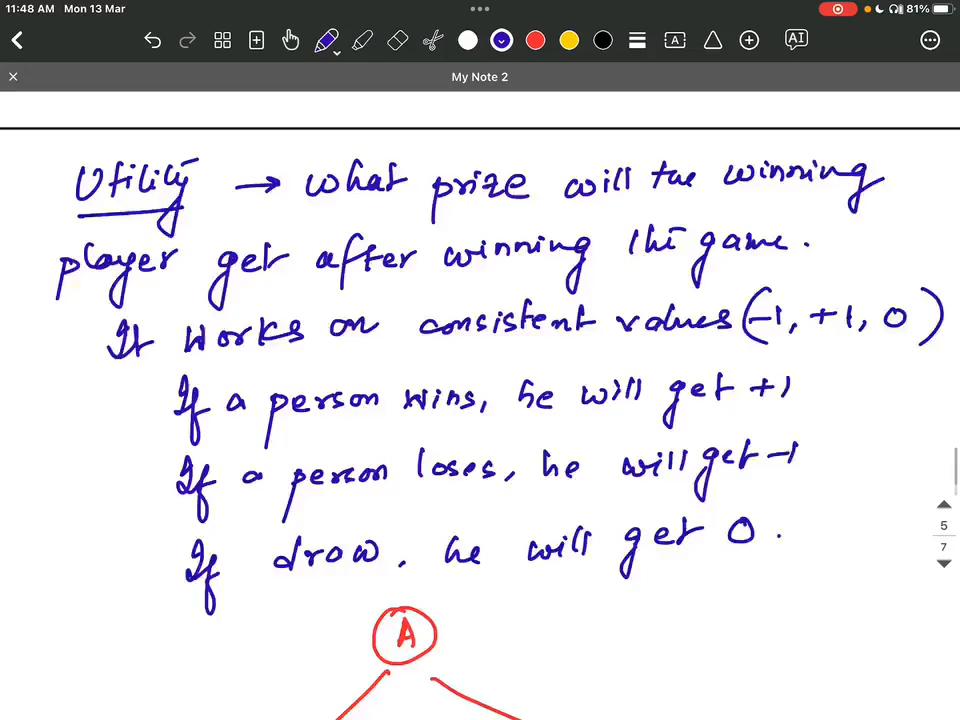 11:48 AM Mon 13 Mar
81%
A
AI
My Note 2
Utility → what prize will the winning
player get after winning the game.
It works on consistent values (-1, +1, 0)
If a person wins, he will get +1
If a person loses, he will get -1
If draw, he will get 0.
5
7
A